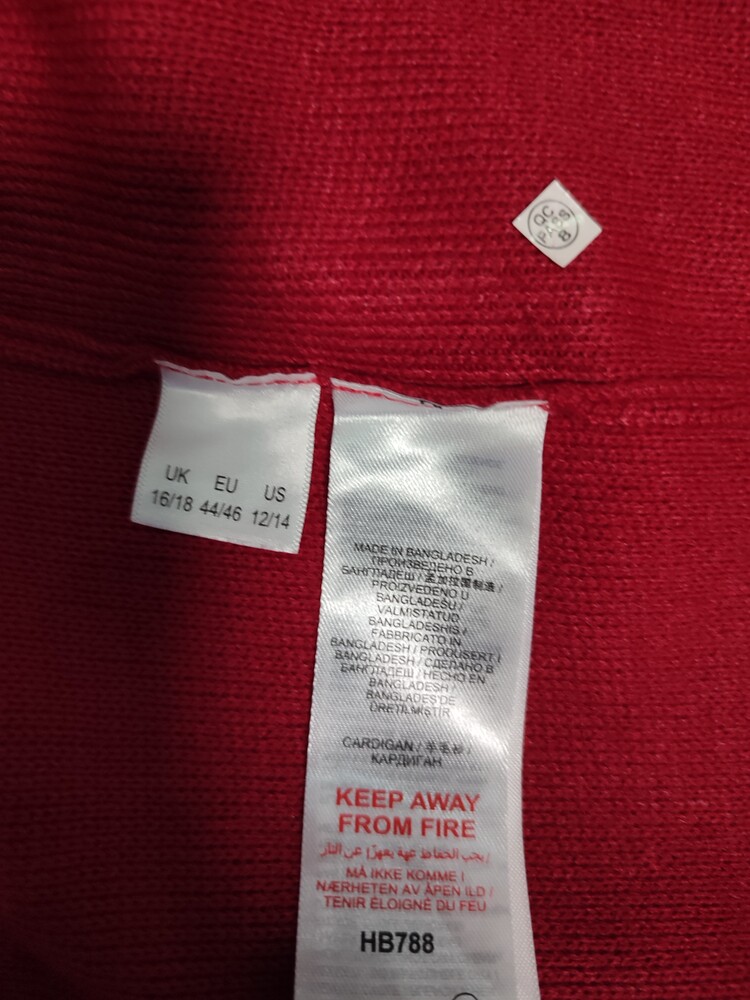 QC
PASS
8
UK EU US
16/18 44/46 12/14
MADE IN BANGLADESH /
ПРОИЗВЕДЕНО В
БАНГЛАДЕШ / 孟加拉国制造 /
PROIZVEDENO U
BANGLADEŠU /
VALMISTATUD
BANGLADESHIS /
FABBRICATO IN
BANGLADESH / PRODUSERT I
BANGLADESH / СДЕЛАНО В
БАНГЛАДЕШ / HECHO EN
BANGLADESH /
BANGLADEŞ'DE
ÜRETİLMİŞTİR
CARDIGAN / 羊毛衫 /
КАРДИГАН
KEEP AWAY
FROM FIRE
/ يجب الحفاظ
عن النار
MÅ IKKE KOMME I
NÆRHETEN AV ÅPEN ILD /
TENIR ÉLOIGNÉ DU FEU
HB788